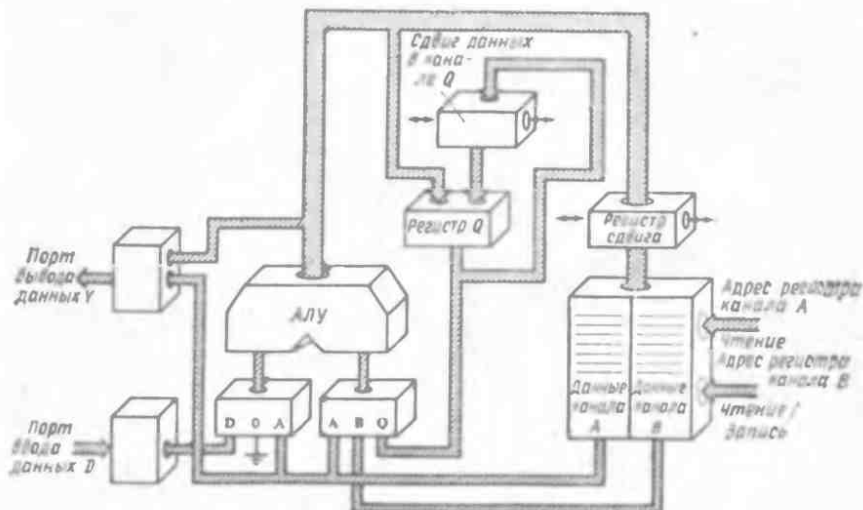 Сдвиг данных
в кана-
ле Q
Регистр Q
Регистр
сдвига
Порт
вывода
данных Y
АЛУ
Адрес регистра
канала A
Чтение
Адрес регистра
канала B
Чтение /
Запись
Данные
канала
A
Данные
канала
B
D O A
A B Q
Порт
ввода
данных D